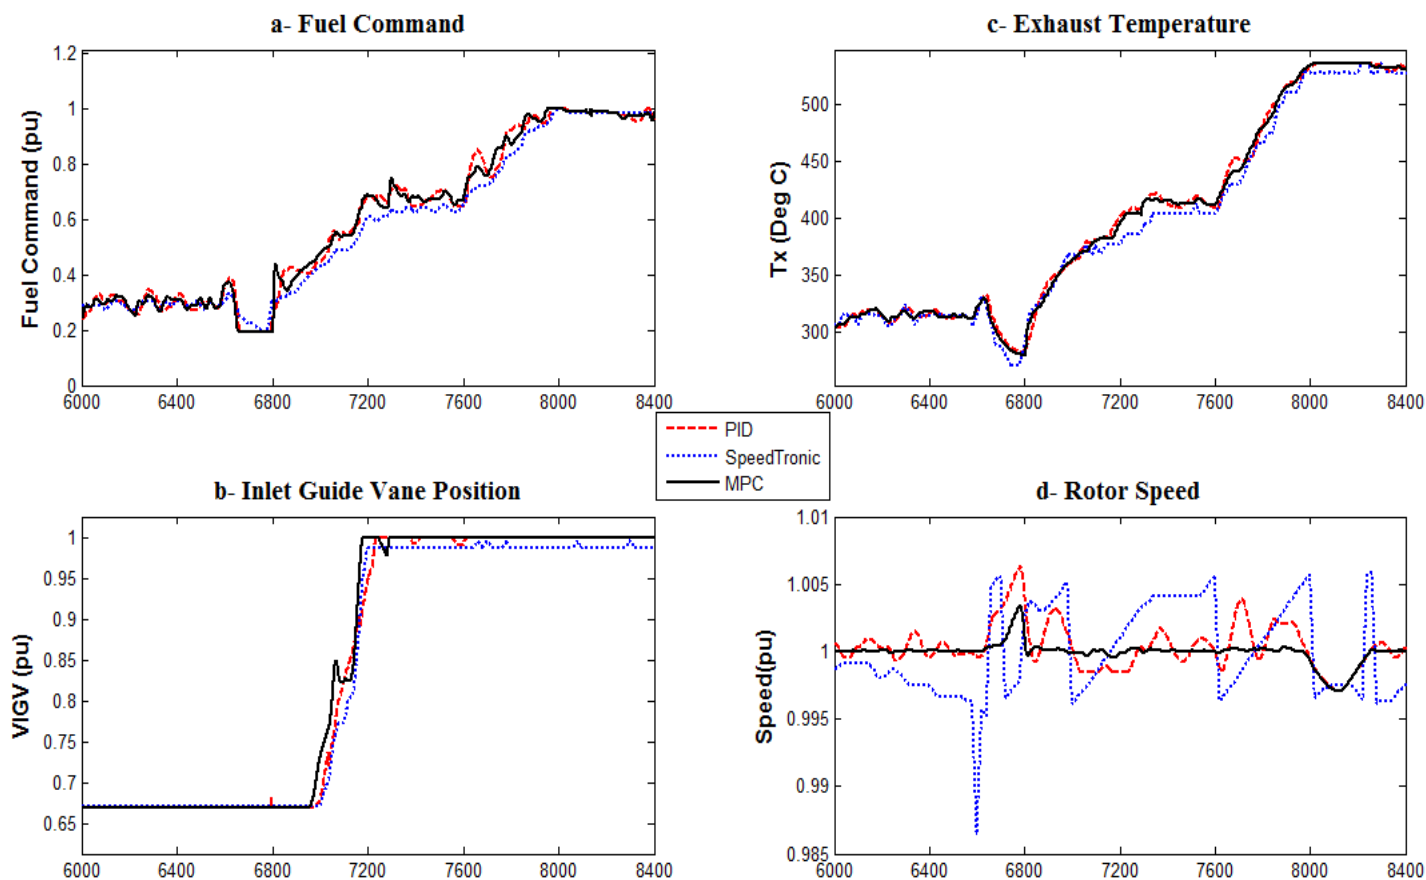 a- Fuel Command
1.2
1
0.8
0.6
0.4
0.2
0
Fuel Command (pu)
6000 6400 6800 7200 7600 8000 8400
c- Exhaust Temperature
500
450
400
350
300
Tx (Deg C)
6000 6400 6800 7200 7600 8000 8400
PID
SpeedTronic
MPC
b- Inlet Guide Vane Position
1
0.95
0.9
0.85
0.8
0.75
0.7
0.65
VIGV (pu)
6000 6400 6800 7200 7600 8000 8400
d- Rotor Speed
1.01
1.005
1
0.995
0.99
0.985
Speed(pu)
6000 6400 6800 7200 7600 8000 8400